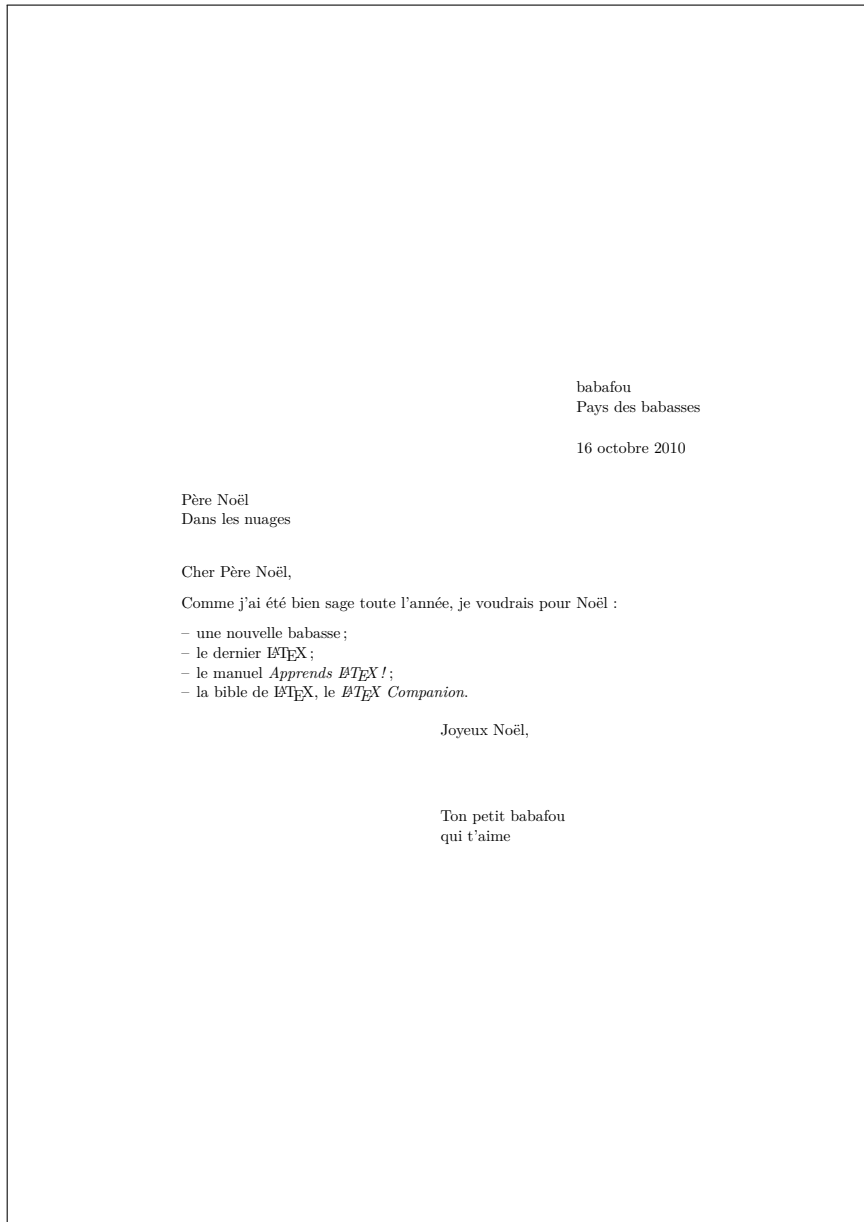 babafou
Pays des babasses
16 octobre 2010
Père Noël
Dans les nuages
Cher Père Noël,
Comme j'ai été bien sage toute l'année, je voudrais pour Noël :
– une nouvelle babasse ;
– le dernier LATEX ;
– le manuel Apprends LATEX ! ;
– la bible de LATEX, le LATEX Companion.
Joyeux Noël,
Ton petit babafou
qui t'aime